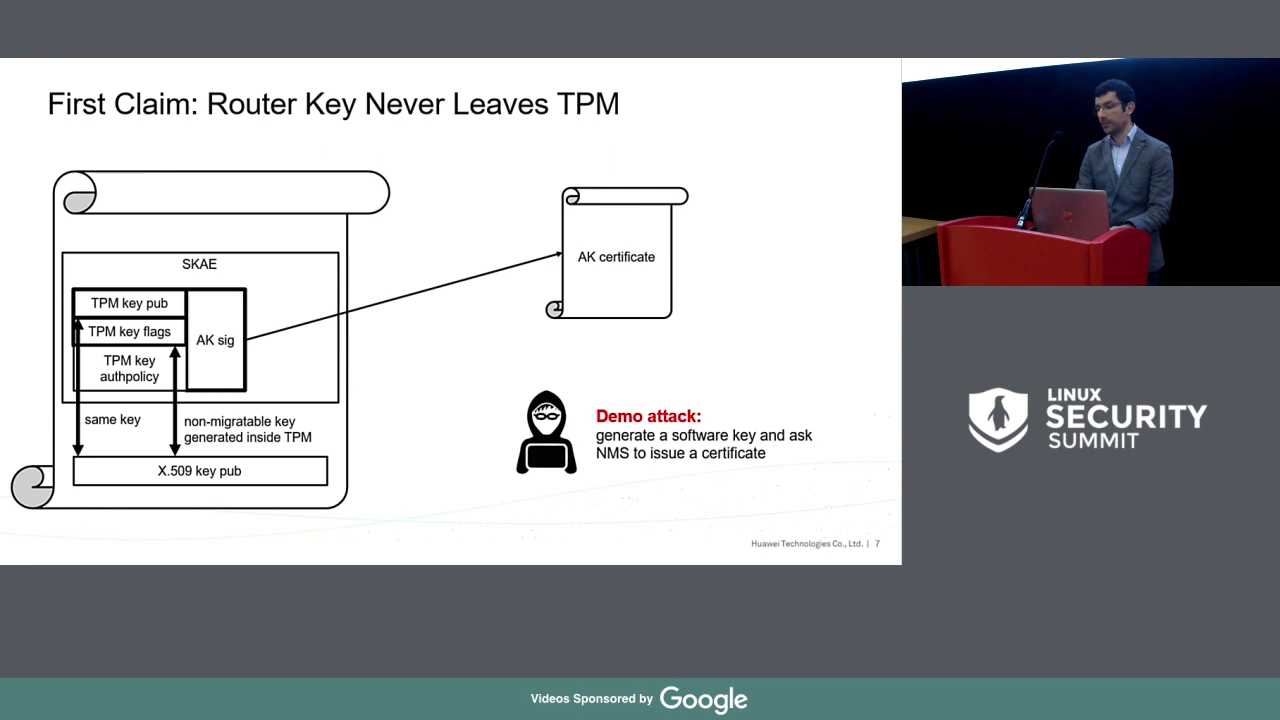 First Claim: Router Key Never Leaves TPM
SKAE
TPM key pub
TPM key flags
TPM key
authpolicy
AK sig
same key
non-migratable key
generated inside TPM
X.509 key pub
AK certificate
Demo attack:
generate a software key and ask
NMS to issue a certificate
Huawei Technologies Co., Ltd. | 7
LINUX
SECURITY
SUMMIT
Videos Sponsored by Google